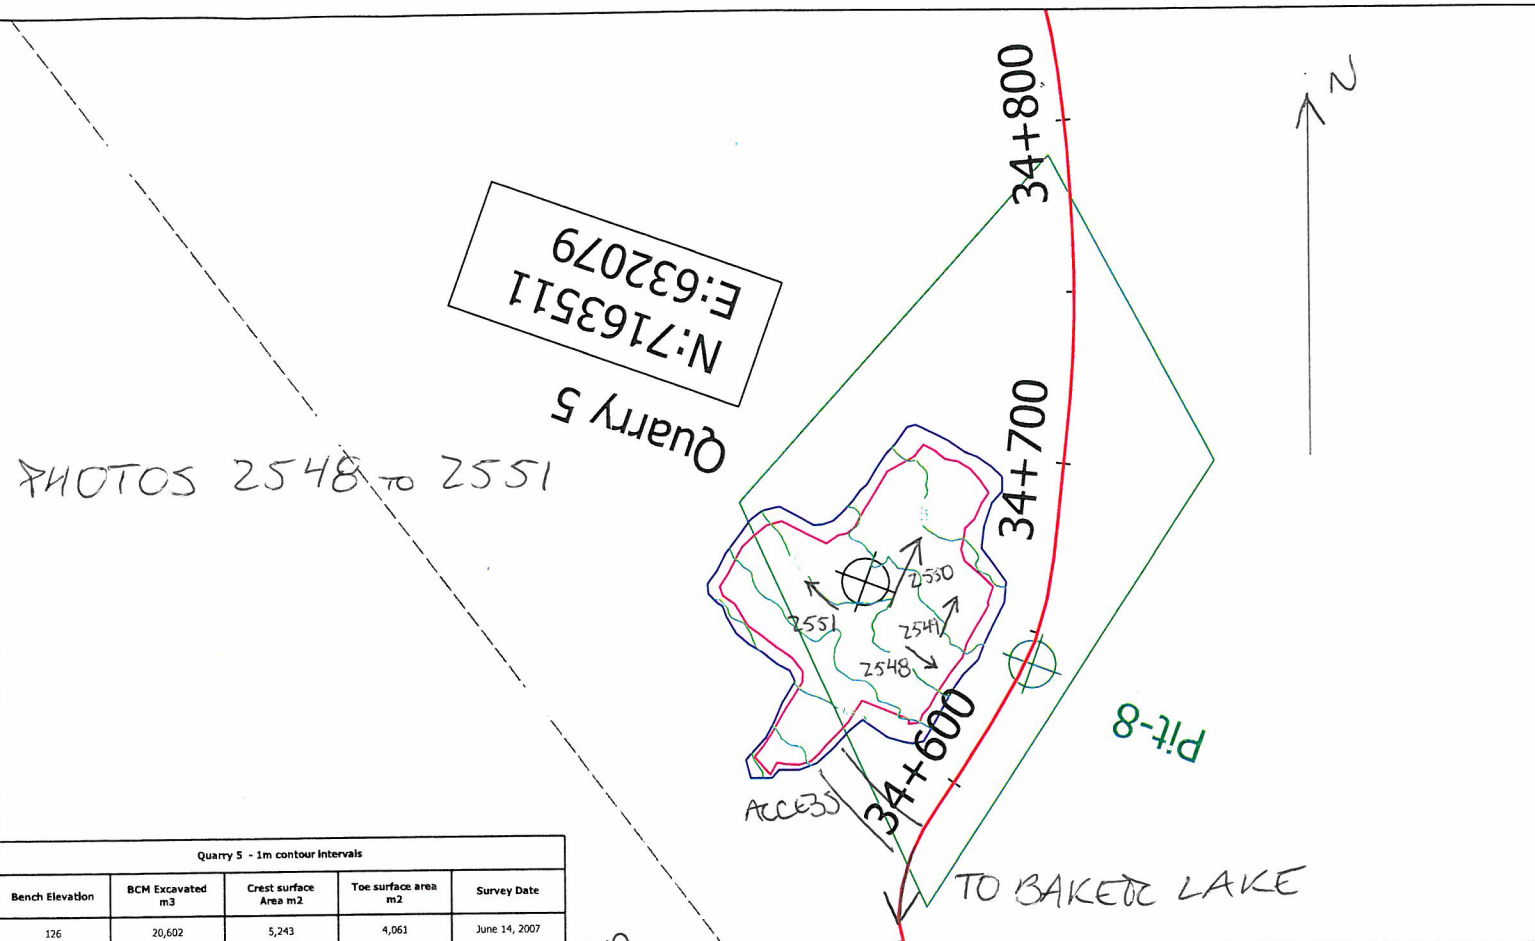 34+800
N
N:7163511
E:632079
Quarry 5
34+700
PHOTOS 2548 TO 2551
2550
2551
2549
2548
34+600
Pit-8
ACCESS
TO BAKER LAKE
Quarry 5 - 1m contour intervals
Bench Elevation
BCM Excavated
m3
Crest surface
Area m2
Toe surface area
m2
Survey Date
126
20,602
5,243
4,061
June 14, 2007